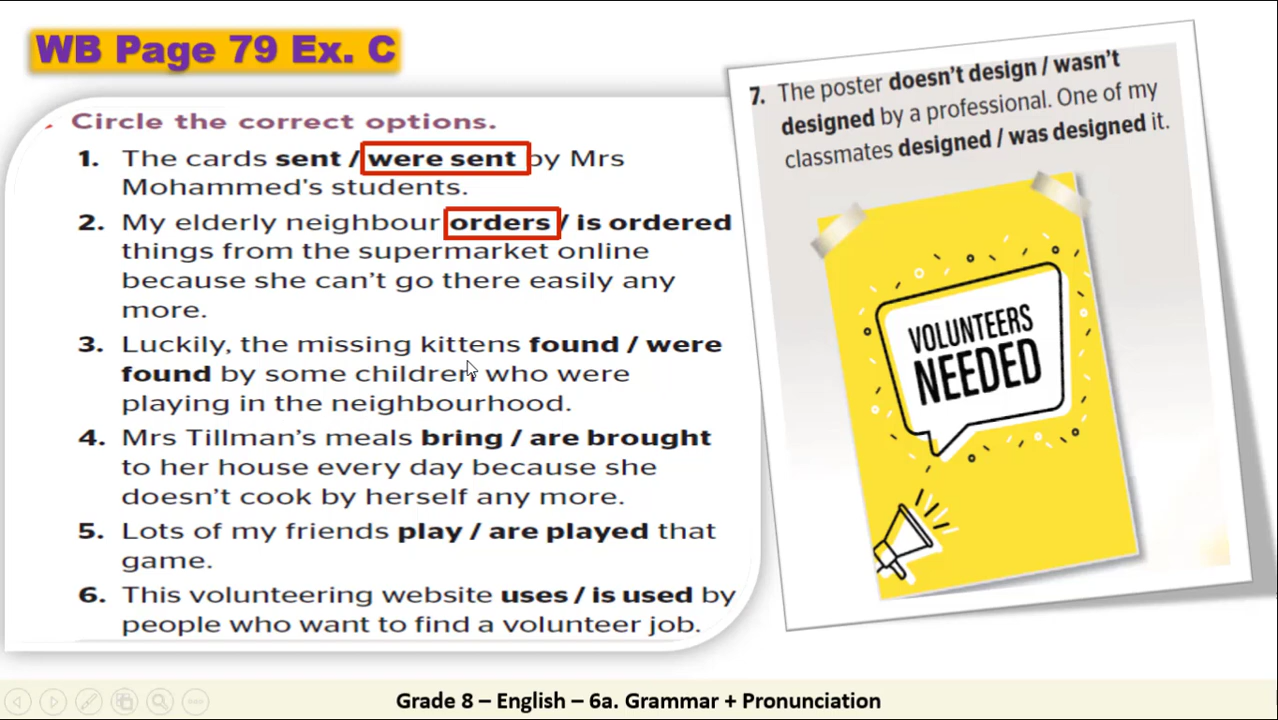 WB Page 79 Ex. C
Circle the correct options.
1. The cards sent / were sent by Mrs
Mohammed's students.
2. My elderly neighbour orders / is ordered
things from the supermarket online
because she can't go there easily any
more.
3. Luckily, the missing kittens found / were
found by some children who were
playing in the neighbourhood.
4. Mrs Tillman's meals bring / are brought
to her house every day because she
doesn't cook by herself any more.
5. Lots of my friends play / are played that
game.
6. This volunteering website uses / is used by
people who want to find a volunteer job.
7. The poster doesn't design / wasn't
designed by a professional. One of my
classmates designed / was designed it.
VOLUNTEERS
NEEDED
Grade 8 – English – 6a. Grammar + Pronunciation